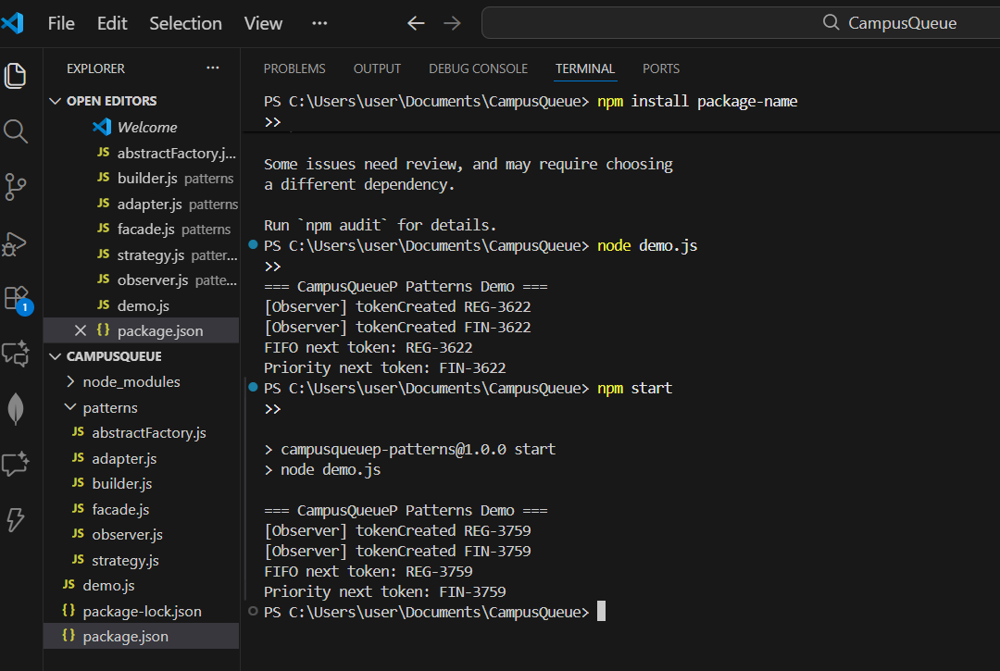 File Edit Selection View ··· CampusQueue
EXPLORER ···
OPEN EDITORS
Welcome
JS abstractFactory.j...
JS builder.js patterns
JS adapter.js patterns
JS facade.js patterns
JS strategy.js patter...
JS observer.js patte...
JS demo.js
{} package.json
CAMPUSQUEUE
node_modules
patterns
JS abstractFactory.js
JS adapter.js
JS builder.js
JS facade.js
JS observer.js
JS strategy.js
JS demo.js
{} package-lock.json
{} package.json
1
PROBLEMS OUTPUT DEBUG CONSOLE TERMINAL PORTS
PS C:\Users\user\Documents\CampusQueue> npm install package-name
>>
Some issues need review, and may require choosing
a different dependency.
Run `npm audit` for details.
PS C:\Users\user\Documents\CampusQueue> node demo.js
>>
=== CampusQueueP Patterns Demo ===
[Observer] tokenCreated REG-3622
[Observer] tokenCreated FIN-3622
FIFO next token: REG-3622
Priority next token: FIN-3622
PS C:\Users\user\Documents\CampusQueue> npm start
>>
> campusqueuep-patterns@1.0.0 start
> node demo.js
=== CampusQueueP Patterns Demo ===
[Observer] tokenCreated REG-3759
[Observer] tokenCreated FIN-3759
FIFO next token: REG-3759
Priority next token: FIN-3759
PS C:\Users\user\Documents\CampusQueue>